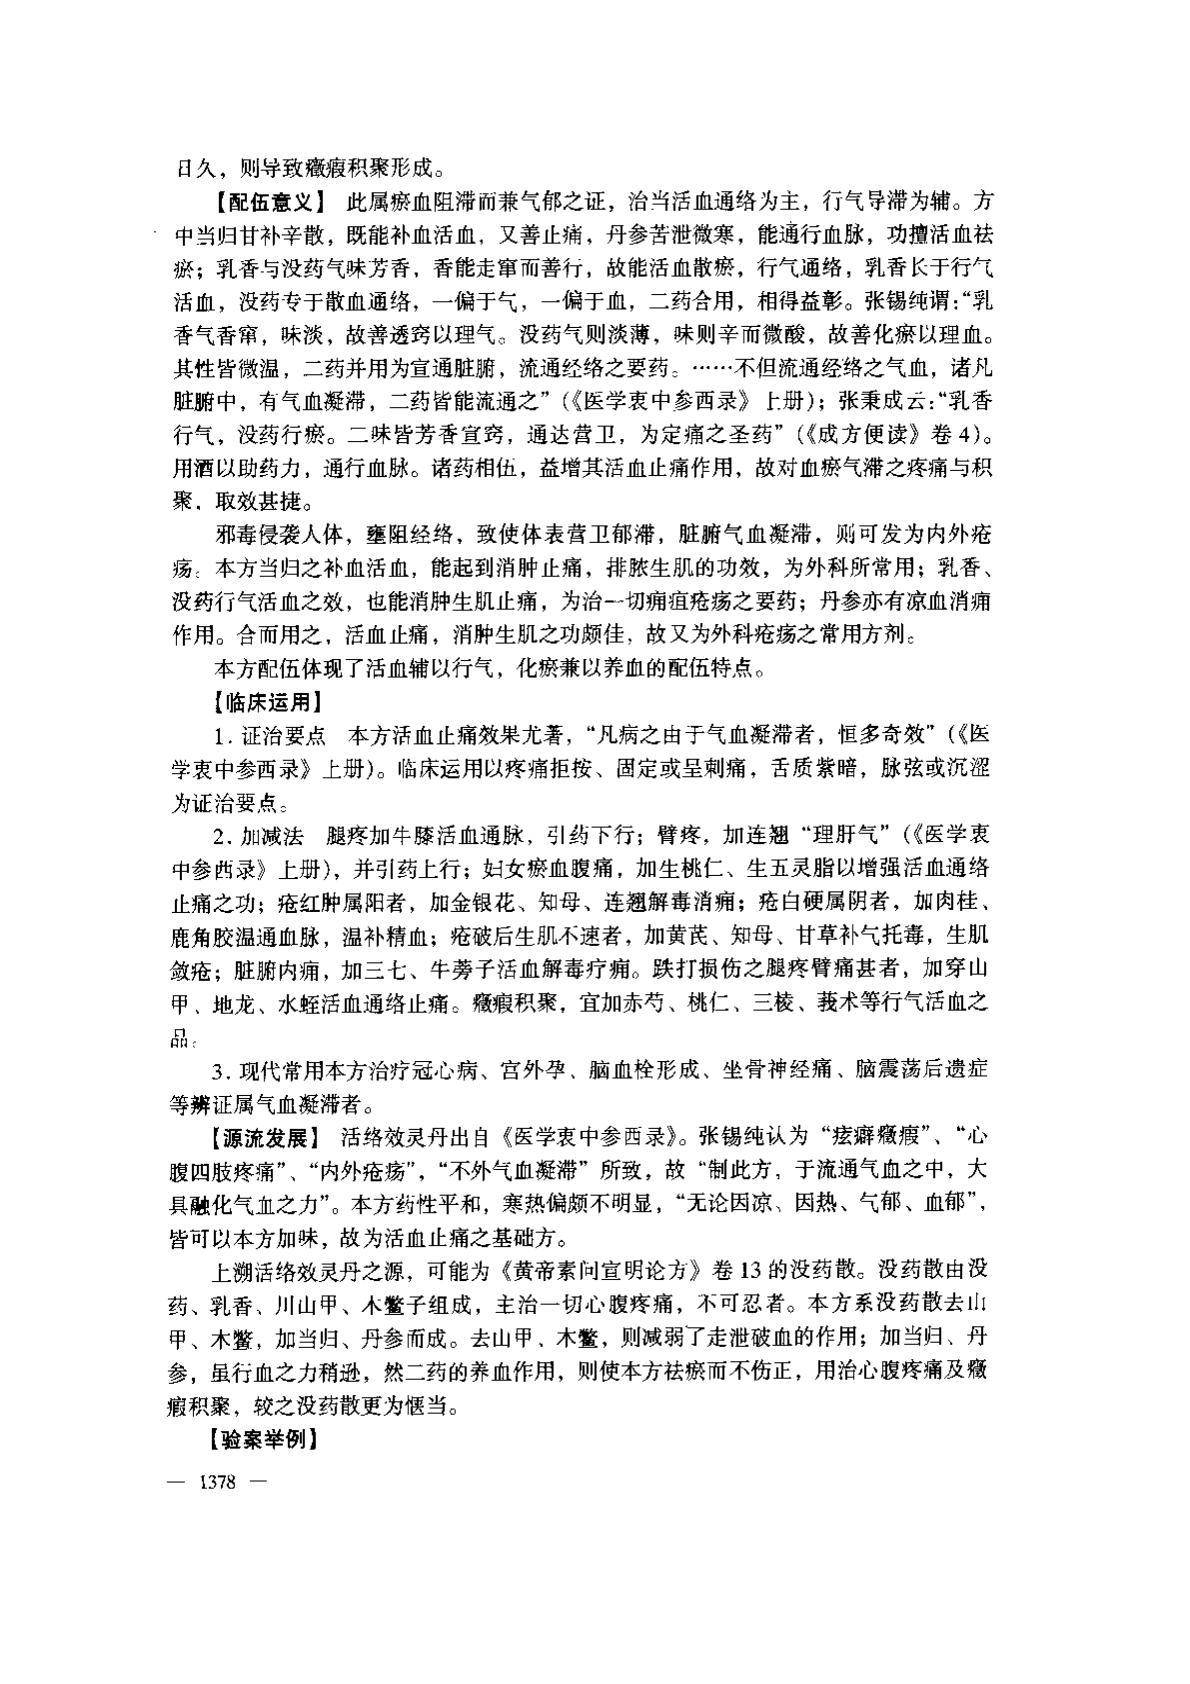 日久，则导致癥瘕积聚形成。
【配伍意义】 此属瘀血阻滞而兼气郁之证，治当活血通络为主，行气导滞为辅。方
中当归甘补辛散，既能补血活血，又善止痛，丹参苦泄微寒，能通行血脉，功擅活血祛
瘀；乳香与没药气味芳香，香能走窜而善行，故能活血散瘀，行气通络，乳香长于行气
活血，没药专于散血通络，一偏于气，一偏于血，二药合用，相得益彰。张锡纯谓：“乳
香气香窜，味淡，故善透窍以理气。没药气则淡薄，味则辛而微酸，故善化瘀以理血。
其性皆微温，二药并用为宣通脏腑，流通经络之要药。……不但流通经络之气血，诸凡
脏腑中，有气血凝滞，二药皆能流通之”（《医学衷中参西录》上册）；张秉成云：“乳香
行气，没药行瘀。二味皆芳香宣窍，通达营卫，为定痛之圣药”（《成方便读》卷 4）。
用酒以助药力，通行血脉。诸药相伍，益增其活血止痛作用，故对血瘀气滞之疼痛与积
聚，取效甚捷。
邪毒侵袭人体，壅阻经络，致使体表营卫郁滞，脏腑气血凝滞，则可发为内外疮
疡。本方当归之补血活血，能起到消肿止痛，排脓生肌的功效，为外科所常用；乳香、
没药行气活血之效，也能消肿生肌止痛，为治一切痈疽疮疡之要药；丹参亦有凉血消痈
作用。合而用之，活血止痛，消肿生肌之功颇佳，故又为外科疮疡之常用方剂。
本方配伍体现了活血辅以行气，化瘀兼以养血的配伍特点。
【临床运用】
1. 证治要点 本方活血止痛效果尤著，“凡病之由于气血凝滞者，恒多奇效”（《医
学衷中参西录》上册）。临床运用以疼痛拒按、固定或呈刺痛，舌质紫暗，脉弦或沉涩
为证治要点。
2. 加减法 腿疼加牛膝活血通脉，引药下行；臂疼，加连翘“理肝气”（《医学衷
中参西录》上册），并引药上行；妇女瘀血腹痛，加生桃仁、生五灵脂以增强活血通络
止痛之功；疮红肿属阳者，加金银花、知母、连翘解毒消痈；疮白硬属阴者，加肉桂、
鹿角胶温通血脉，温补精血；疮破后生肌不速者，加黄芪、知母、甘草补气托毒，生肌
敛疮；脏腑内痈，加三七、牛蒡子活血解毒疗痈。跌打损伤之腿疼臂痛甚者，加穿山
甲、地龙、水蛭活血通络止痛。癥瘕积聚，宜加赤芍、桃仁、三棱、莪术等行气活血之
品。
3. 现代常用本方治疗冠心病、宫外孕、脑血栓形成、坐骨神经痛、脑震荡后遗症
等辨证属气血凝滞者。
【源流发展】 活络效灵丹出自《医学衷中参西录》。张锡纯认为“痃癖癥瘕”、“心
腹四肢疼痛”、“内外疮疡”，“不外气血凝滞”所致，故“制此方，于流通气血之中，大
具融化气血之力”。本方药性平和，寒热偏颇不明显，“无论因凉、因热、气郁、血郁”，
皆可以本方加味，故为活血止痛之基础方。
上溯活络效灵丹之源，可能为《黄帝素问宣明论方》卷 13 的没药散。没药散由没
药、乳香、川山甲、木鳖子组成，主治一切心腹疼痛，不可忍者。本方系没药散去山
甲、木鳖，加当归、丹参而成。去山甲、木鳖，则减弱了走泄破血的作用；加当归、丹
参，虽行血之力稍逊，然二药的养血作用，则使本方祛瘀而不伤正，用治心腹疼痛及癥
瘕积聚，较之没药散更为惬当。
【验案举例】
— 1378 —